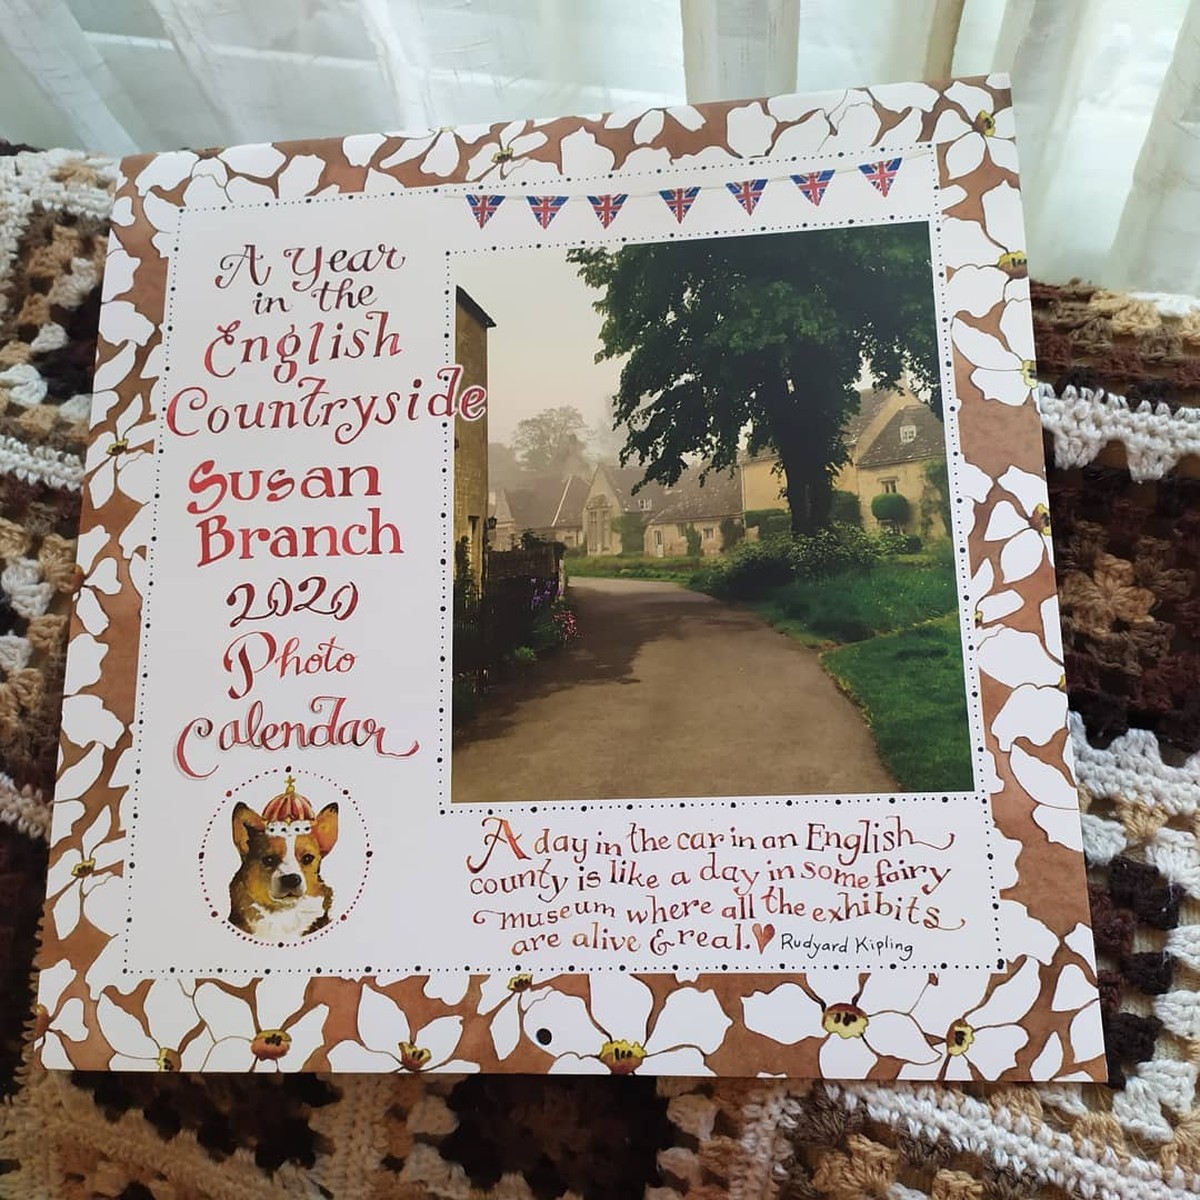 A Year
in the
English
Countryside
Susan
Branch
2020
Photo
Calendar
A day in the car in an English
county is like a day in some fairy
museum where all the exhibits
are alive & real.♥ Rudyard Kipling